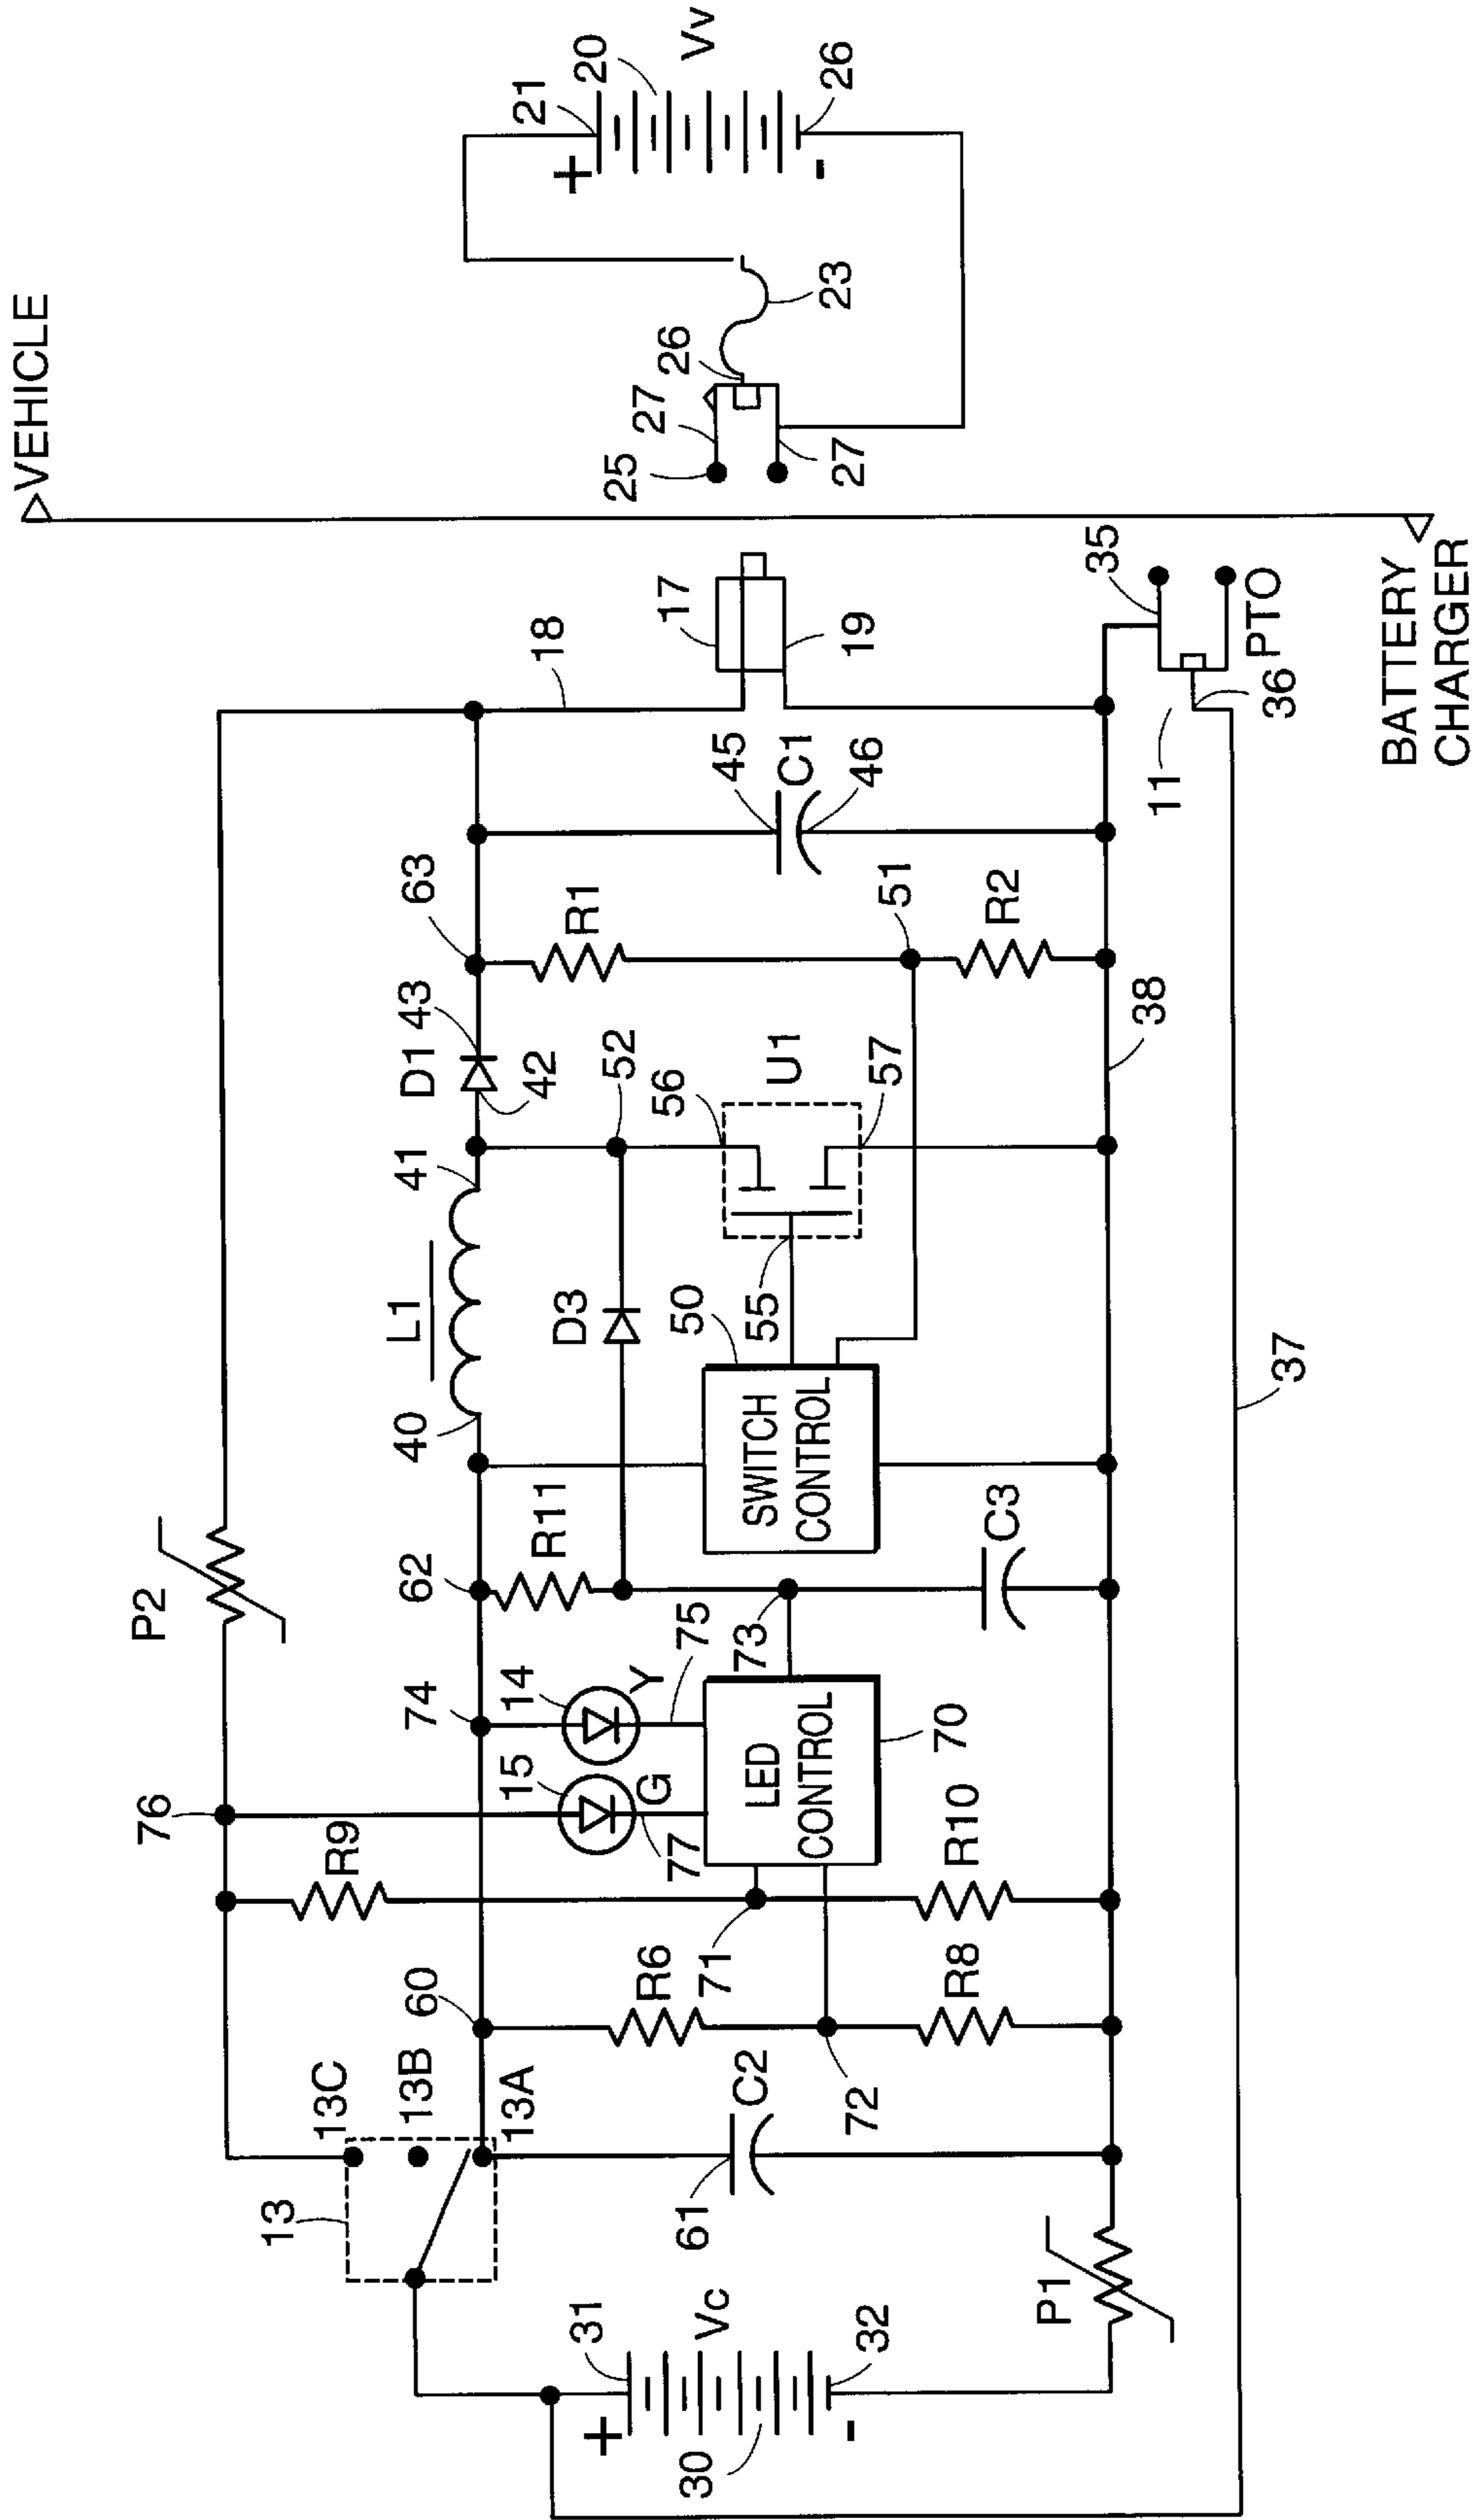 VEHICLE
76
P2
13
13C
R9
13B
60
74
62
40
L1
41
D1
43
63
13A
15
14
R11
D3
42
18
21
+
31
52
R1
25
20
+
G
Y
R6
77
75
50
56
17
27
26
30
61
Vc
71
73
45
Vv
C2
LED
CONTROL
SWITCH
CONTROL
55
U1
C1
-
32
72
46
19
27
23
26
-
R8
R10
70
C3
57
51
R2
P1
38
35
11
36
PTO
37
BATTERY
CHARGER